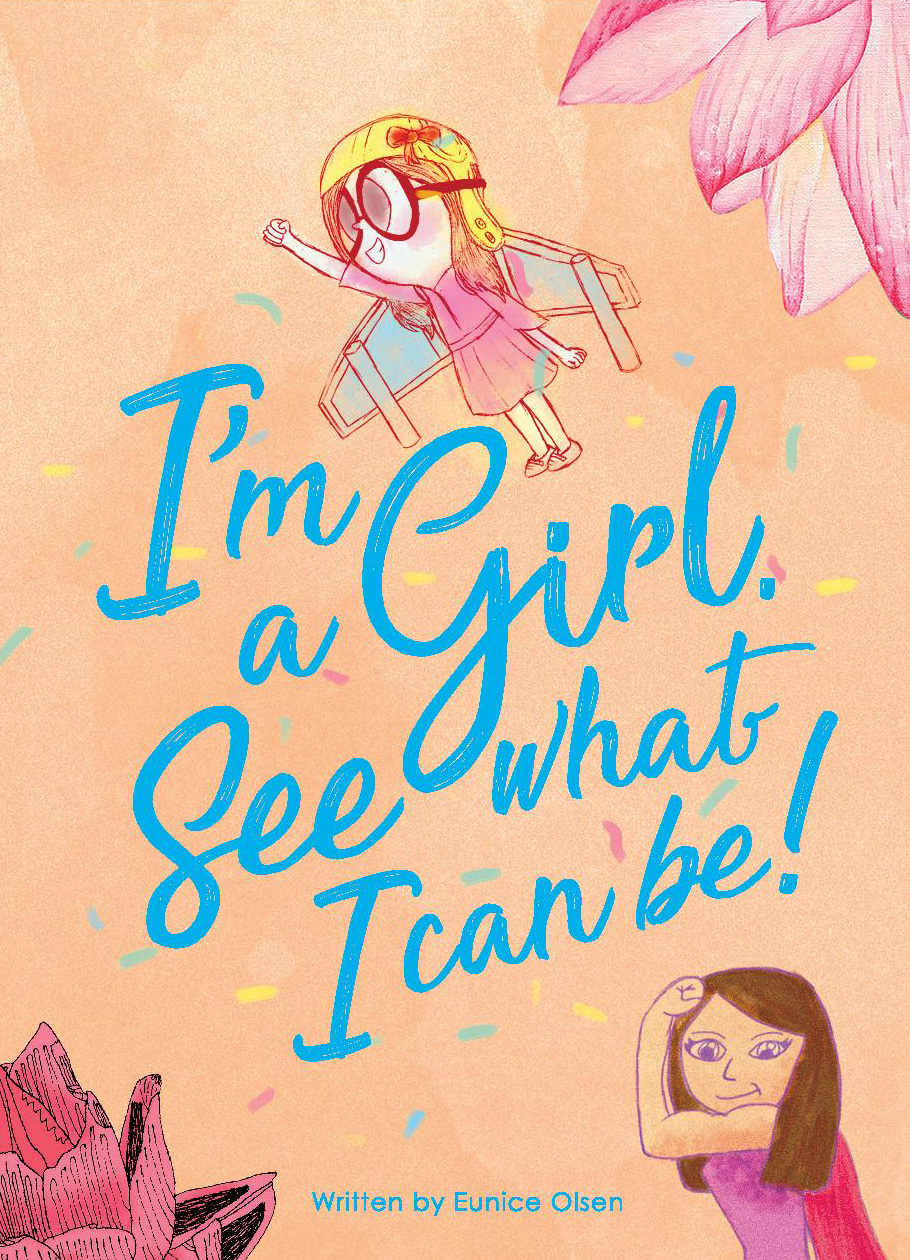 I'm
a Girl.
See what
I can be!
Written by Eunice Olsen